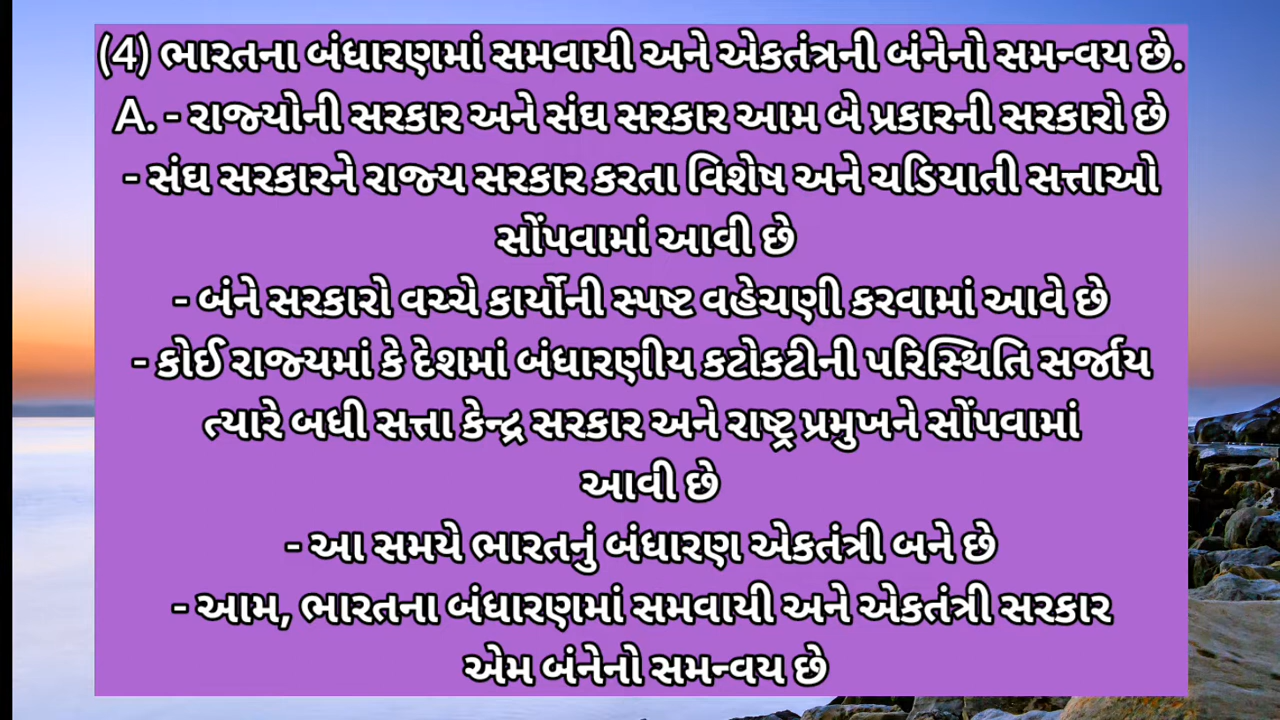 (4) ભારતના બંધારણમાં સમવાયી અને એકતંત્રની બંનેનો સમન્વય છે.
A. - રાજ્યોની સરકાર અને સંઘ સરકાર આમ બે પ્રકારની સરકારો છે
- સંઘ સરકારને રાજ્ય સરકાર કરતા વિશેષ અને ચડિયાતી સત્તાઓ
સોંપવામાં આવી છે
- બંને સરકારો વચ્ચે કાર્યોની સ્પષ્ટ વહેચણી કરવામાં આવે છે
- કોઈ રાજ્યમાં કે દેશમાં બંધારણીય કટોકટીની પરિસ્થિતિ સર્જાય
ત્યારે બધી સત્તા કેન્દ્ર સરકાર અને રાષ્ટ્ર પ્રમુખને સોંપવામાં
આવી છે
- આ સમયે ભારતનું બંધારણ એકતંત્રી બને છે
- આમ, ભારતના બંધારણમાં સમવાયી અને એકતંત્રી સરકાર
એમ બંનેનો સમન્વય છે